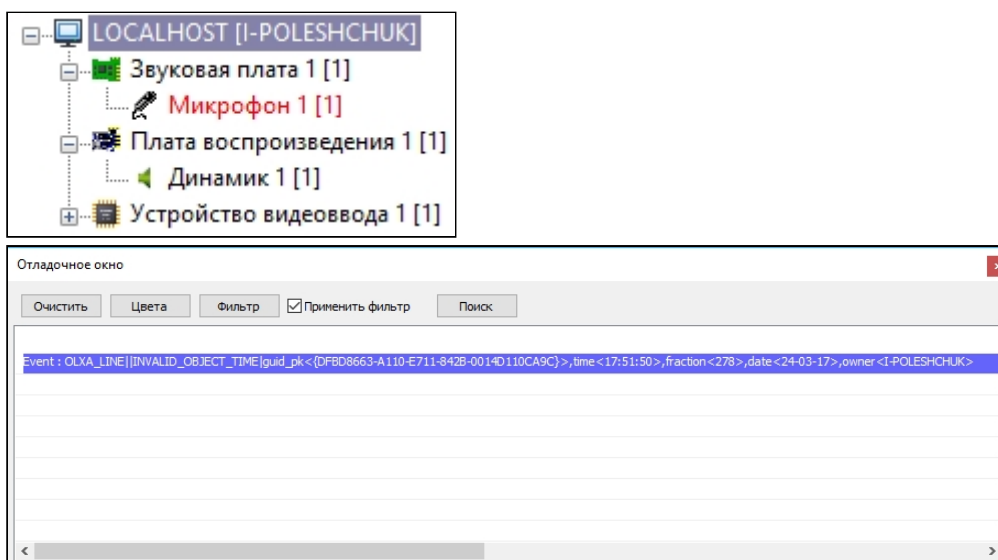 LOCALHOST [I-POLESHCHUK]
Звуковая плата 1 [1]
Микрофон 1 [1]
Плата воспроизведения 1 [1]
Динамик 1 [1]
Устройство видеоввода 1 [1]
Отладочное окно
Очистить Цвета Фильтр Применить фильтр Поиск
Event : OLXA_LINE||INVALID_OBJECT_TIME|guid_pk<{DFBD8663-A110-E711-842B-0014D110CA9C}>,time<17:51:50>,fraction<278>,date<24-03-17>,owner<I-POLESHCHUK>